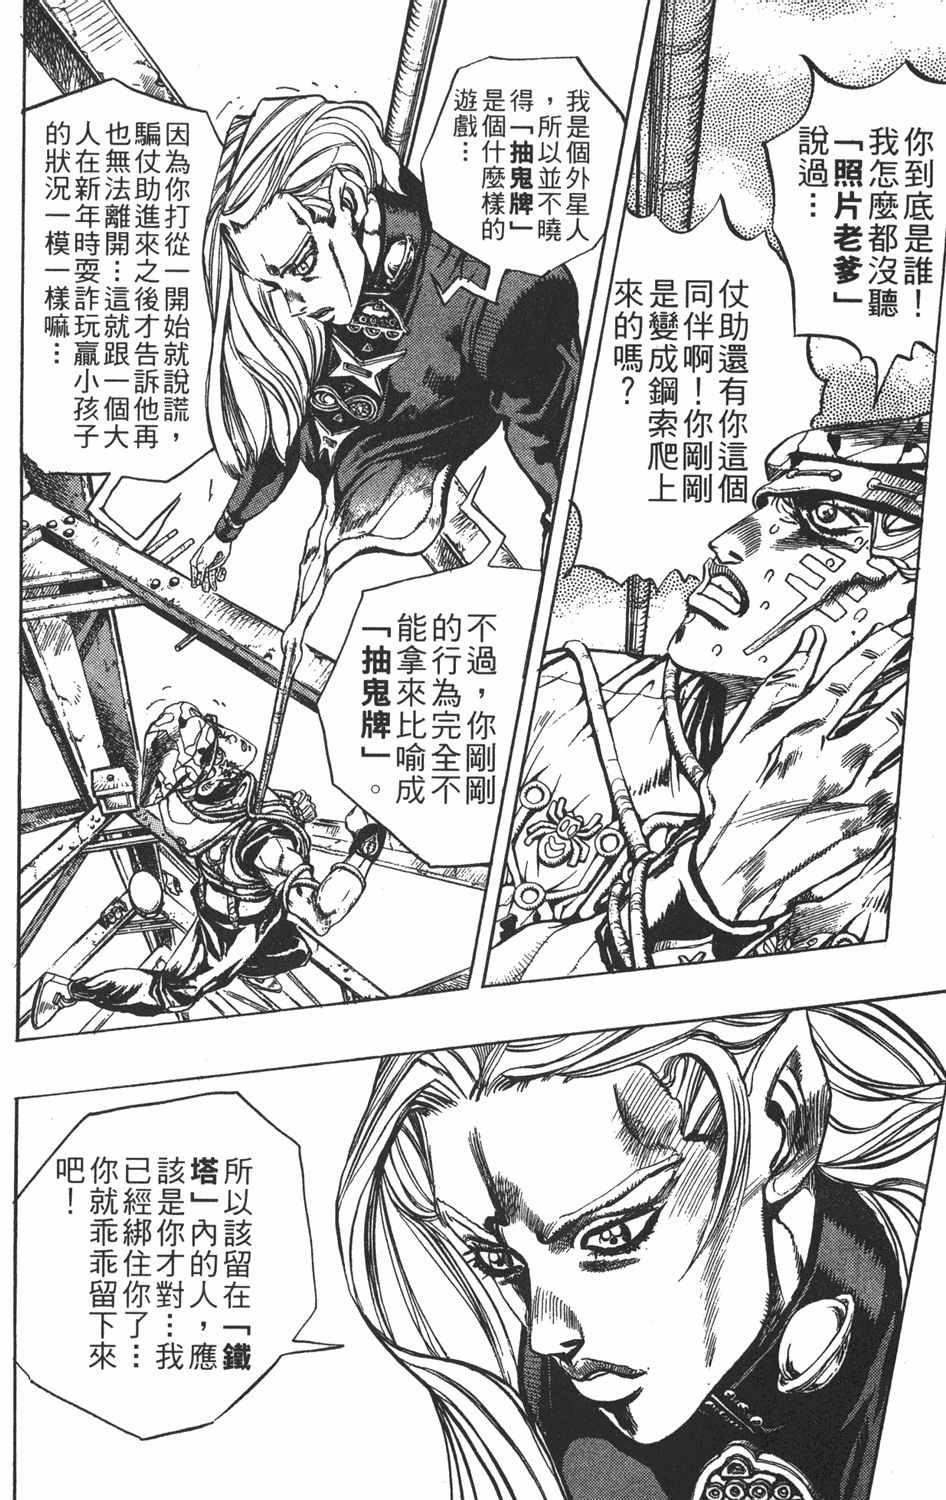 你到底是誰！
我怎麼都沒聽
「照片老爹」
說過…
仗助還有你這個
同伴啊！你剛剛
是變成鋼索爬上
來的嗎？
我是個外星人
，所以並不曉
得「抽鬼牌」
是個什麼樣的
遊戲…
因為你打從一開始就說謊，
騙仗助進來之後才告訴他再
也無法離開…這就跟一個大
人在新年時耍詐玩贏小孩子
的狀況一模一樣嘛…
不過，你剛剛
的行為完全不
能拿來比喻成
「抽鬼牌」。
所以該留在「鐵
塔」內的人，應
該是你才對…我
已經綁住你了…
你就乖乖留下來
吧！